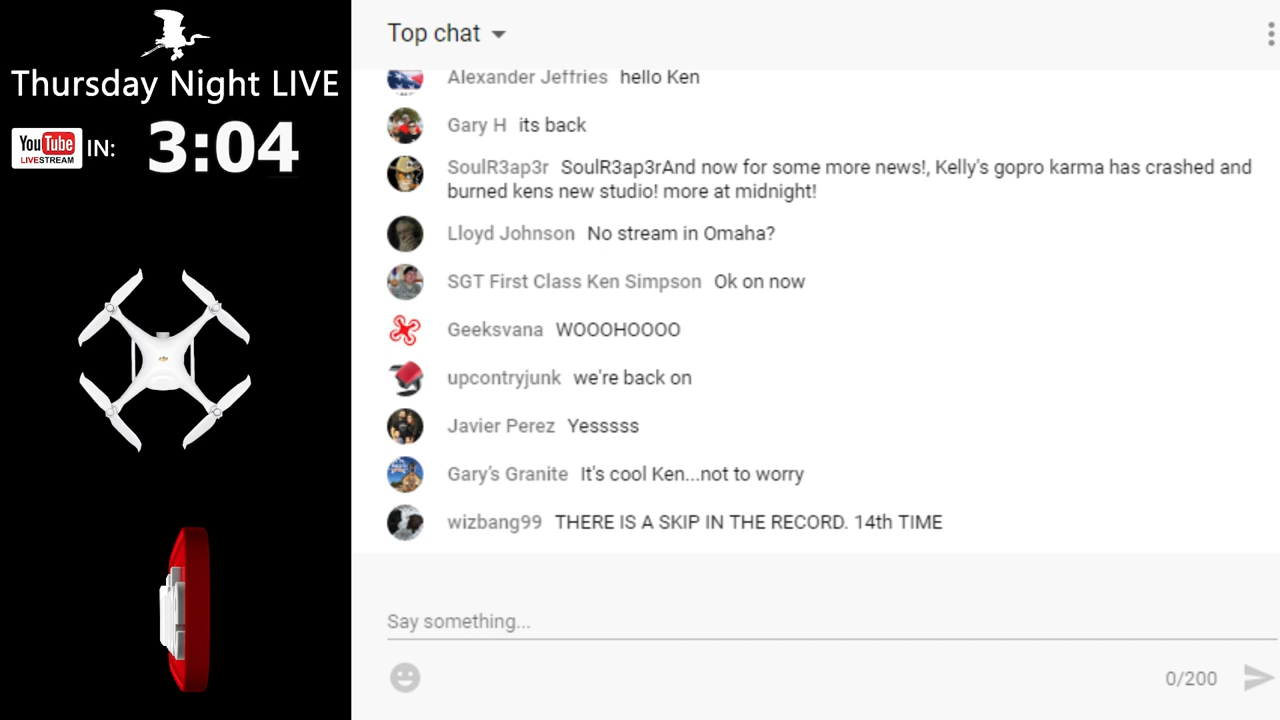 Thursday Night LIVE
YouTube
LIVESTREAM
IN:
3:04
Top chat
Alexander Jeffries hello Ken
Gary H its back
SoulR3ap3r SoulR3ap3rAnd now for some more news!, Kelly's gopro karma has crashed and
burned kens new studio! more at midnight!
Lloyd Johnson No stream in Omaha?
SGT First Class Ken Simpson Ok on now
Geeksvana WOOOHOOOO
upcontryjunk we're back on
Javier Perez Yesssss
Gary's Granite It's cool Ken...not to worry
wizbang99 THERE IS A SKIP IN THE RECORD. 14th TIME
Say something...
0/200